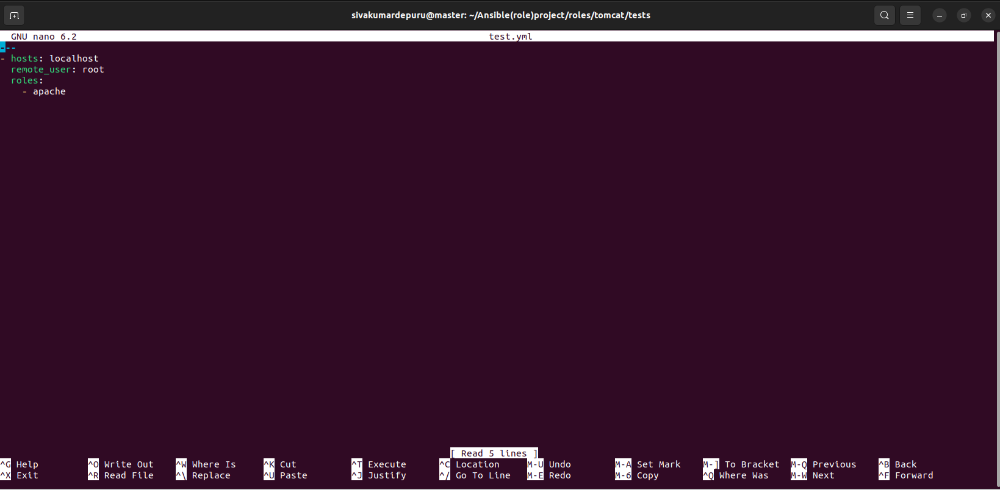 sivakumardepuru@master: ~/Ansible(role)project/roles/tomcat/tests
GNU nano 6.2 test.yml
---
- hosts: localhost
  remote_user: root
  roles:
    - apache
[ Read 5 lines ]
^G Help ^O Write Out ^W Where Is ^K Cut ^T Execute ^C Location M-U Undo M-A Set Mark M-] To Bracket M-Q Previous ^B Back
^X Exit ^R Read File ^\ Replace ^U Paste ^J Justify ^/ Go To Line M-E Redo M-6 Copy ^Q Where Was M-W Next ^F Forward